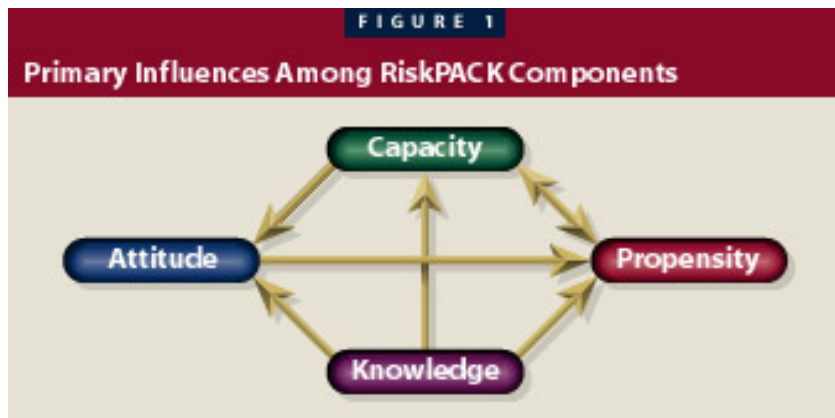 FIGURE 1
Primary Influences Among RiskPACK Components
Capacity
Attitude
Propensity
Knowledge